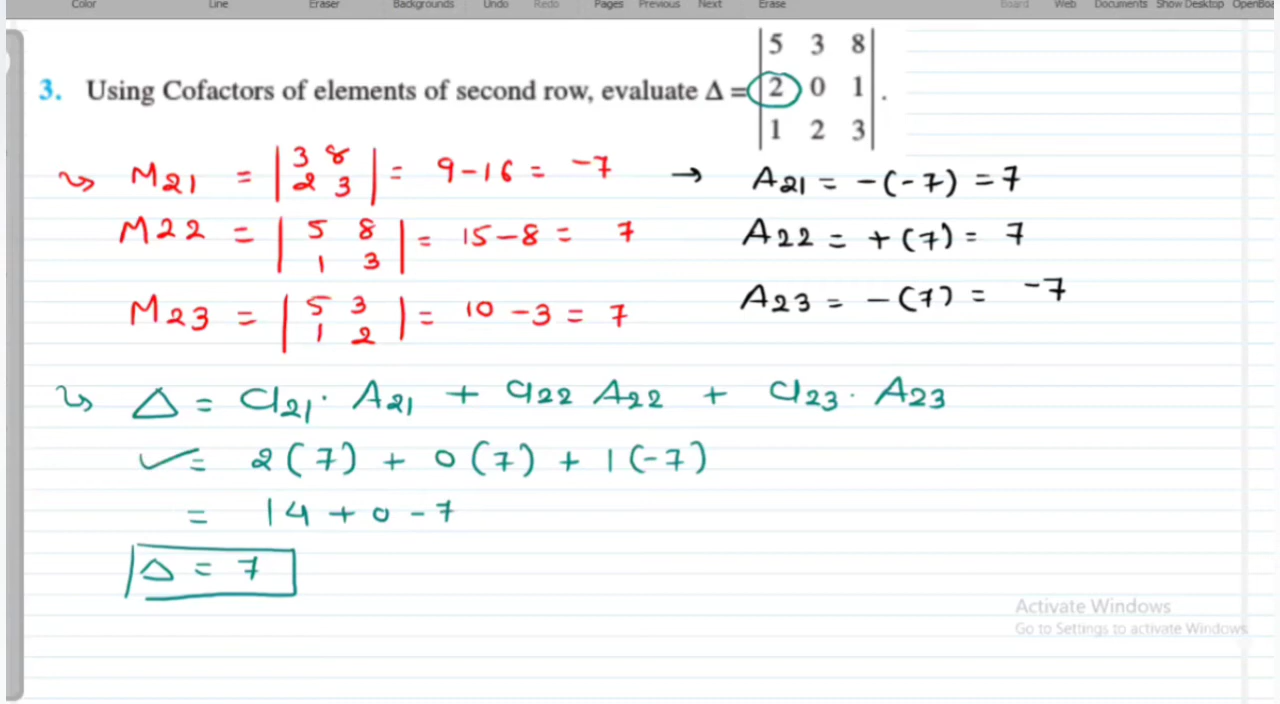 Color Line Eraser Backgrounds Undo Redo Pages Previous Next Erase Board Web Documents Show Desktop OpenBoa
3. Using Cofactors of elements of second row, evaluate Δ = |5 3 8|
|2 0 1|.
|1 2 3|
M21 = |3 8| = 9-16 = -7 → A21 = -(-7) = 7
|2 3|
M22 = |5 8| = 15-8 = 7 A22 = +(7) = 7
|1 3|
M23 = |5 3| = 10-3 = 7 A23 = -(7) = -7
|1 2|
Δ = a21. A21 + a22 A22 + a23. A23
= 2(7) + 0(7) + 1(-7)
= 14+0-7
Δ = 7
Activate Windows
Go to Settings to activate Windows.